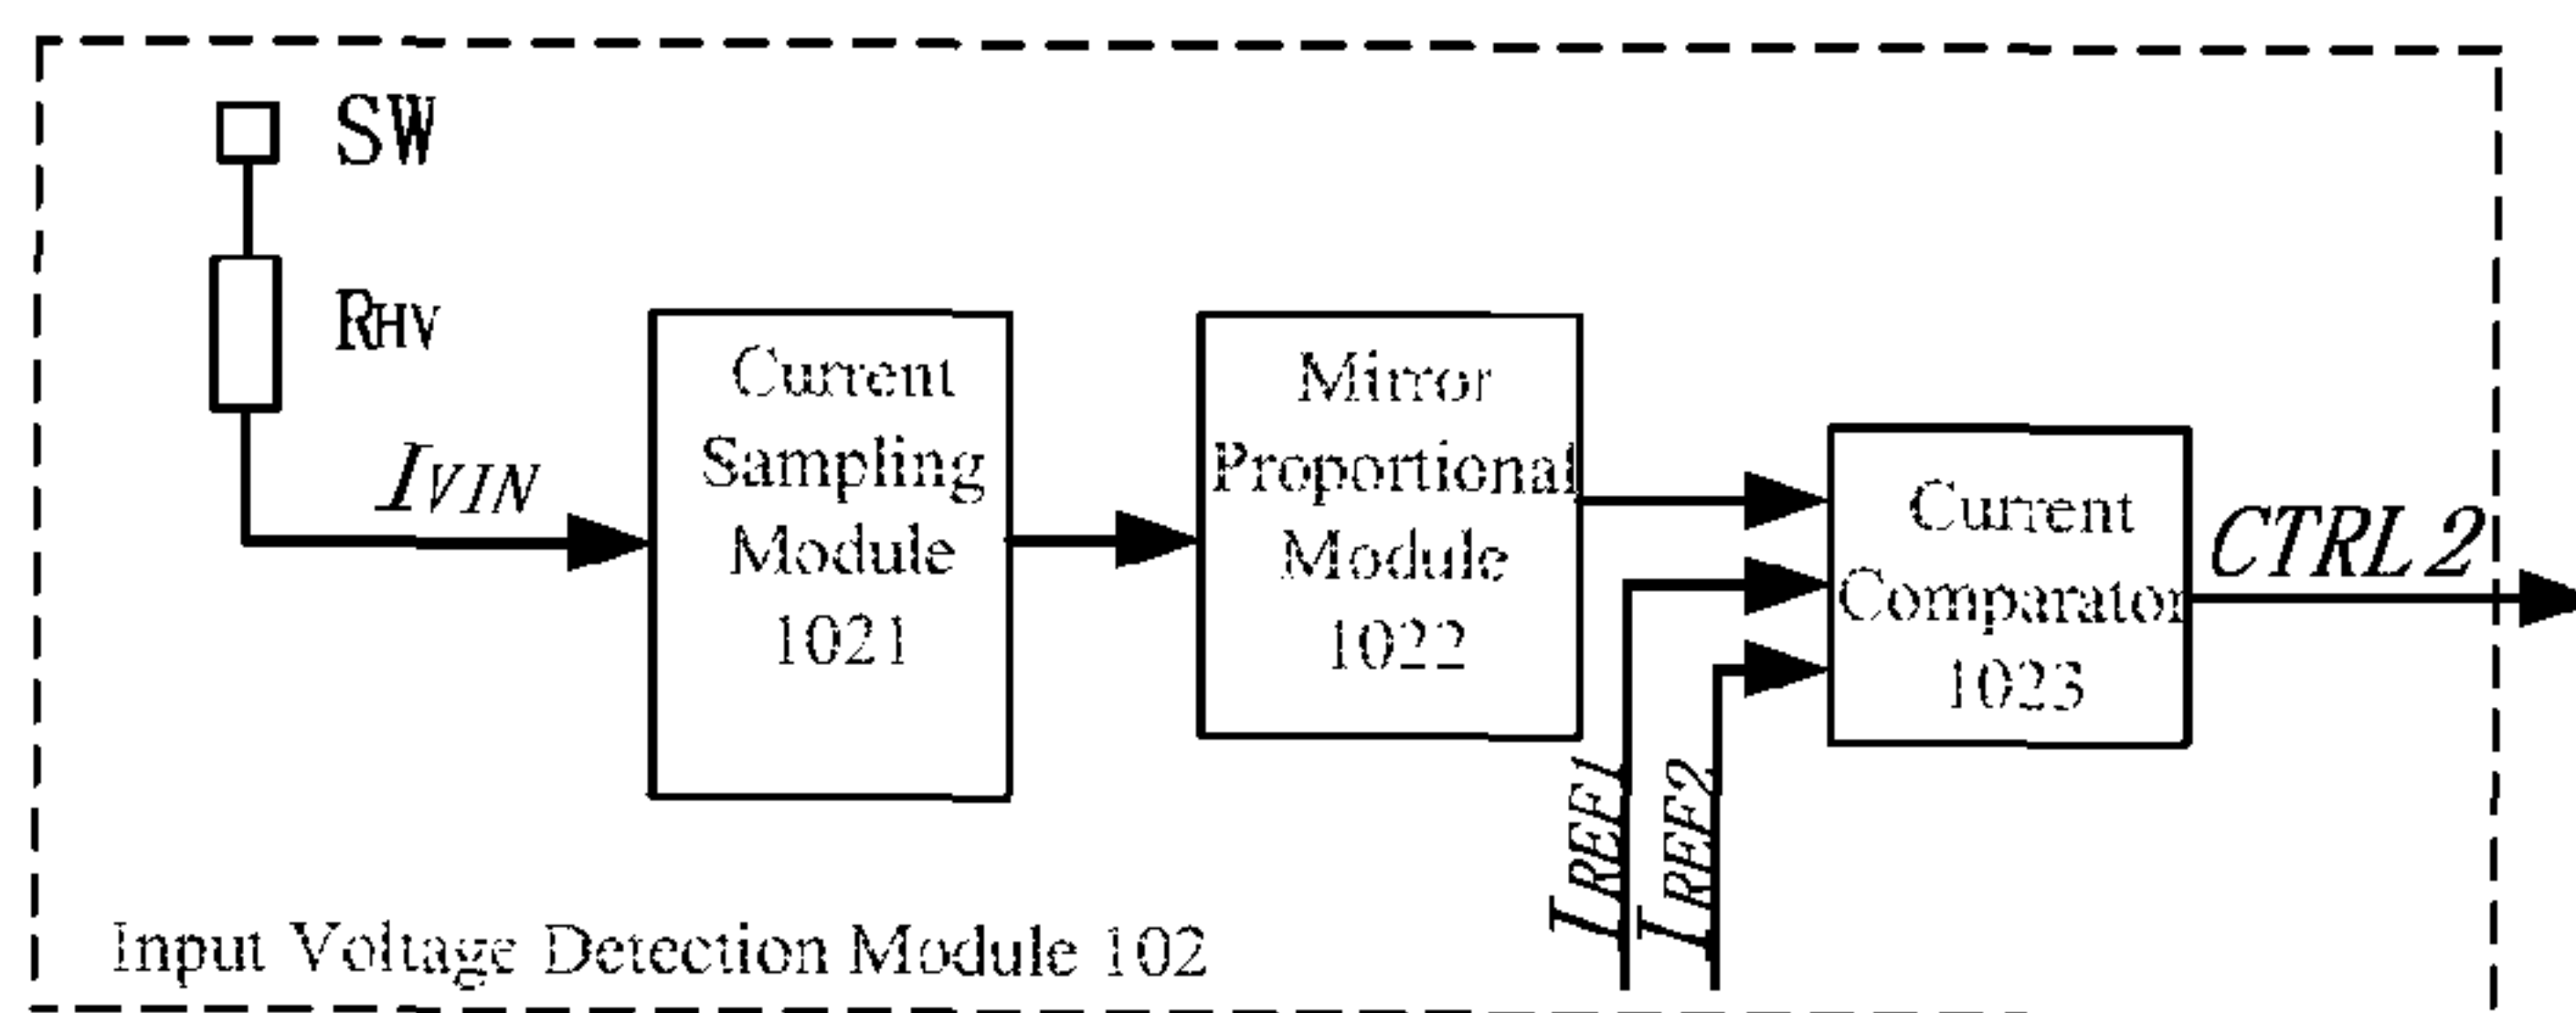 SW
RHV
IVIN
Current
Sampling
Module
1021
Mirror
Proportional
Module
1022
Current
Comparator
1023
CTRL2
IREF1
IREF2
Input Voltage Detection Module 102